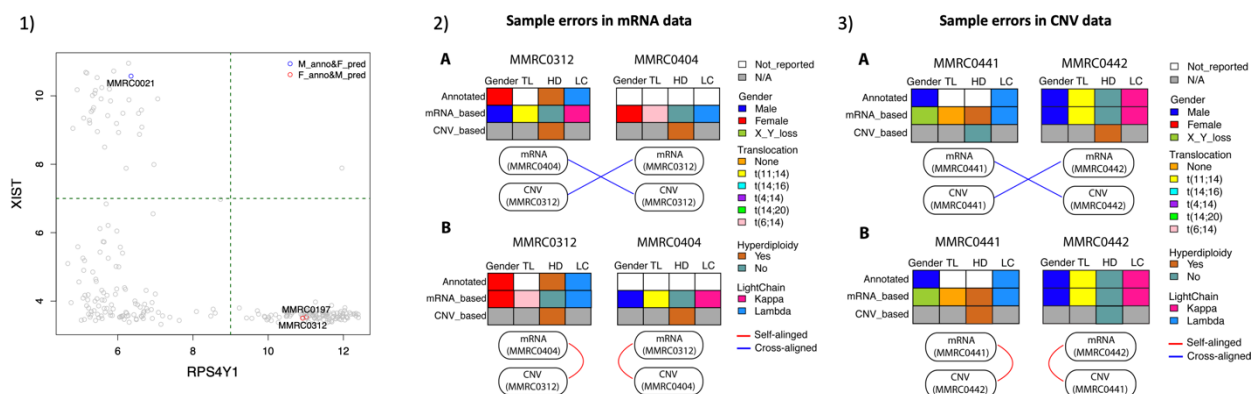 1)
M_anno&F_pred
F_anno&M_pred
MMRC0021
MMRC0197
MMRC0312
10
8
6
4
6
8
10
12
XIST
RPS4Y1
2)
Sample errors in mRNA data
A
MMRC0312
MMRC0404
Gender TL HD LC
Gender TL HD LC
Annotated
mRNA_based
CNV_based
mRNA
(MMRC0404)
mRNA
(MMRC0312)
CNV
(MMRC0312)
CNV
(MMRC0312)
B
MMRC0312
MMRC0404
Gender TL HD LC
Gender TL HD LC
Annotated
mRNA_based
CNV_based
mRNA
(MMRC0404)
mRNA
(MMRC0312)
CNV
(MMRC0312)
CNV
(MMRC0404)
Not_reported
N/A
Gender
Male
Female
X_Y_loss
Translocation
None
t(11;14)
t(14;16)
t(4;14)
t(14;20)
t(6;14)
Hyperdiploidy
Yes
No
LightChain
Kappa
Lambda
Self-alinged
Cross-aligned
3)
Sample errors in CNV data
A
MMRC0441
MMRC0442
Gender TL HD LC
Gender TL HD LC
Annotated
mRNA_based
CNV_based
mRNA
(MMRC0441)
mRNA
(MMRC0442)
CNV
(MMRC0441)
CNV
(MMRC0442)
B
MMRC0441
MMRC0442
Gender TL HD LC
Gender TL HD LC
Annotated
mRNA_based
CNV_based
mRNA
(MMRC0441)
mRNA
(MMRC0442)
CNV
(MMRC0442)
CNV
(MMRC0441)
Not_reported
N/A
Gender
Male
Female
X_Y_loss
Translocation
None
t(11;14)
t(14;16)
t(4;14)
t(14;20)
t(6;14)
Hyperdiploidy
Yes
No
LightChain
Kappa
Lambda
Self-alinged
Cross-aligned